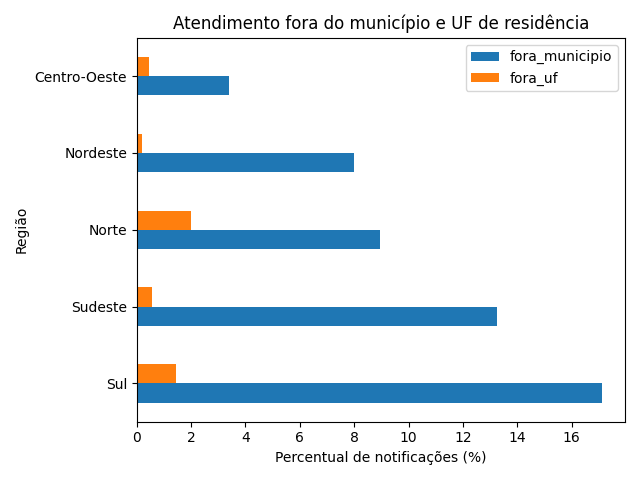 Atendimento fora do município e UF de residência
fora_municipio
fora_uf
Centro-Oeste
Nordeste
Norte
Sudeste
Sul
Região
0 2 4 6 8 10 12 14 16
Percentual de notificações (%)